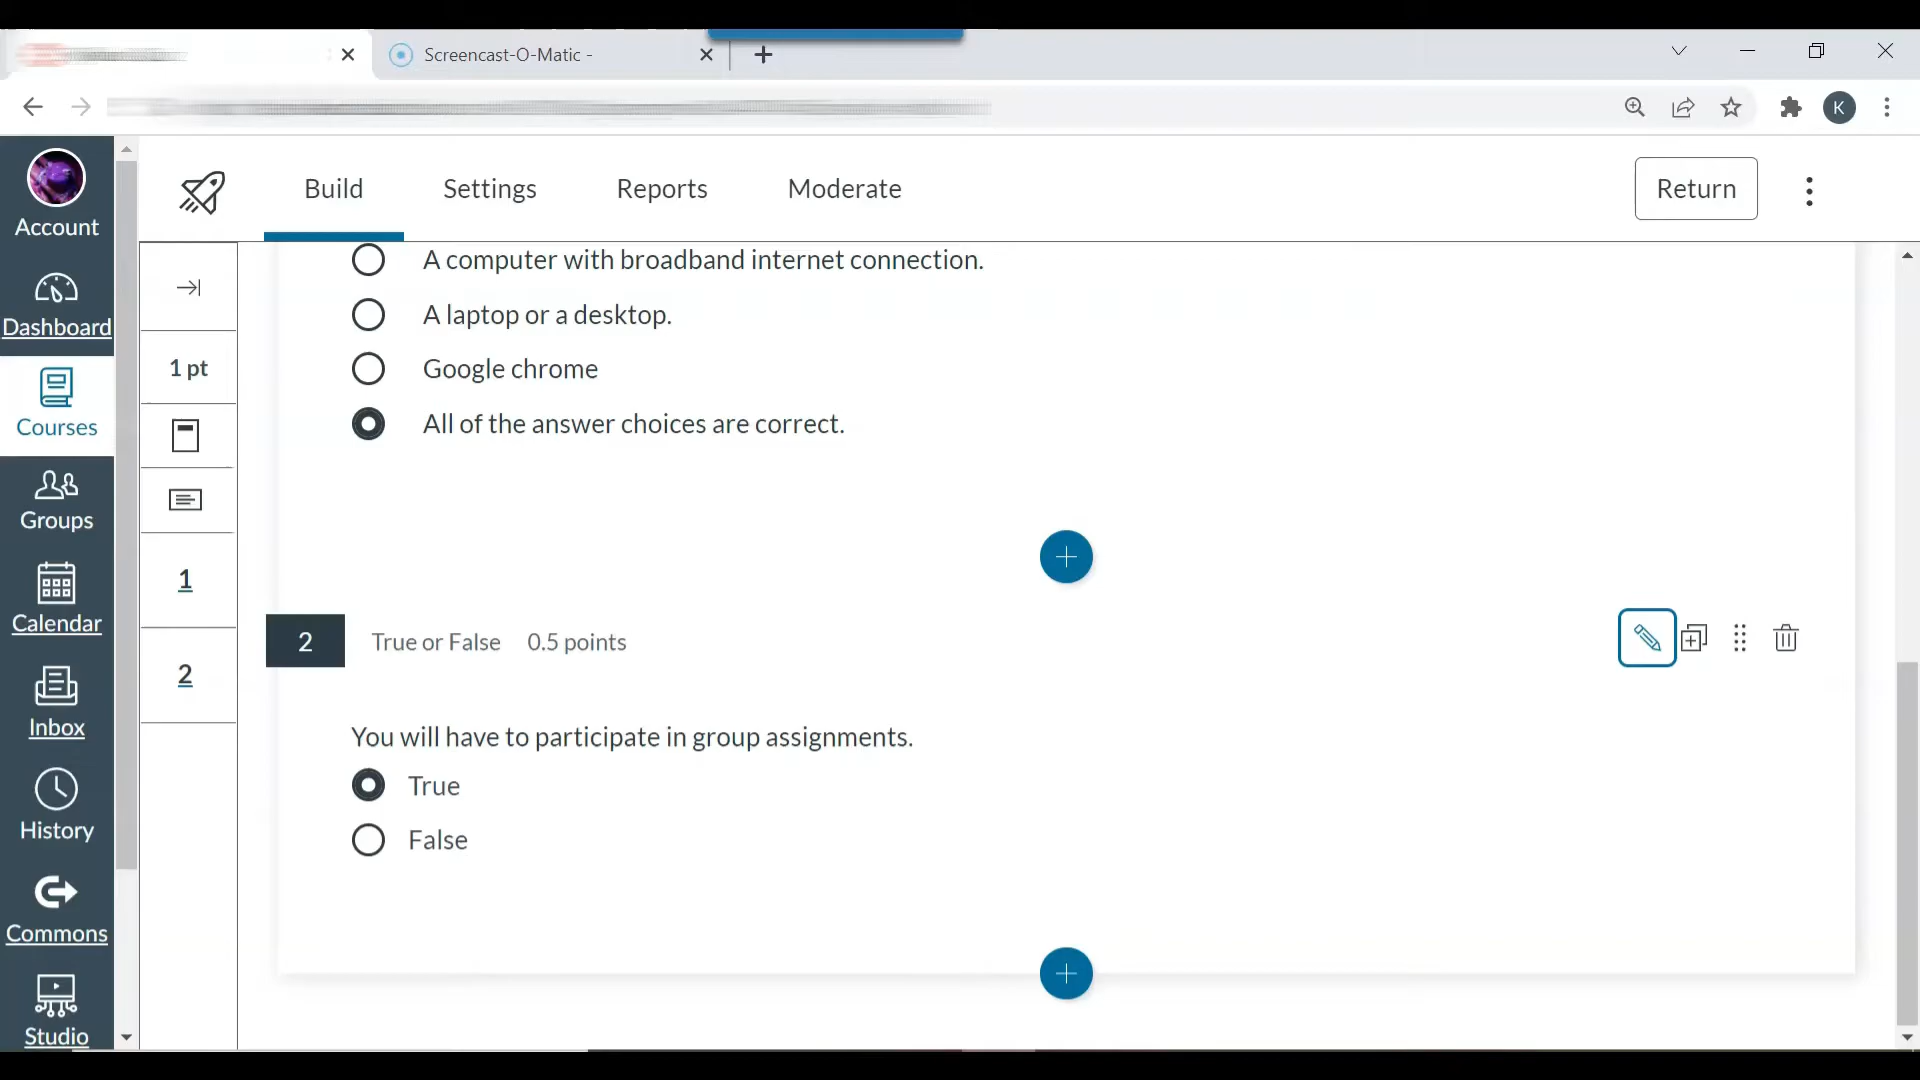 Screencast-O-Matic -
K
Account
Dashboard
Courses
Groups
Calendar
Inbox
History
Commons
Studio
Build
Settings
Reports
Moderate
Return
1 pt
1
2
A computer with broadband internet connection.
A laptop or a desktop.
Google chrome
All of the answer choices are correct.
2 True or False 0.5 points
You will have to participate in group assignments.
True
False